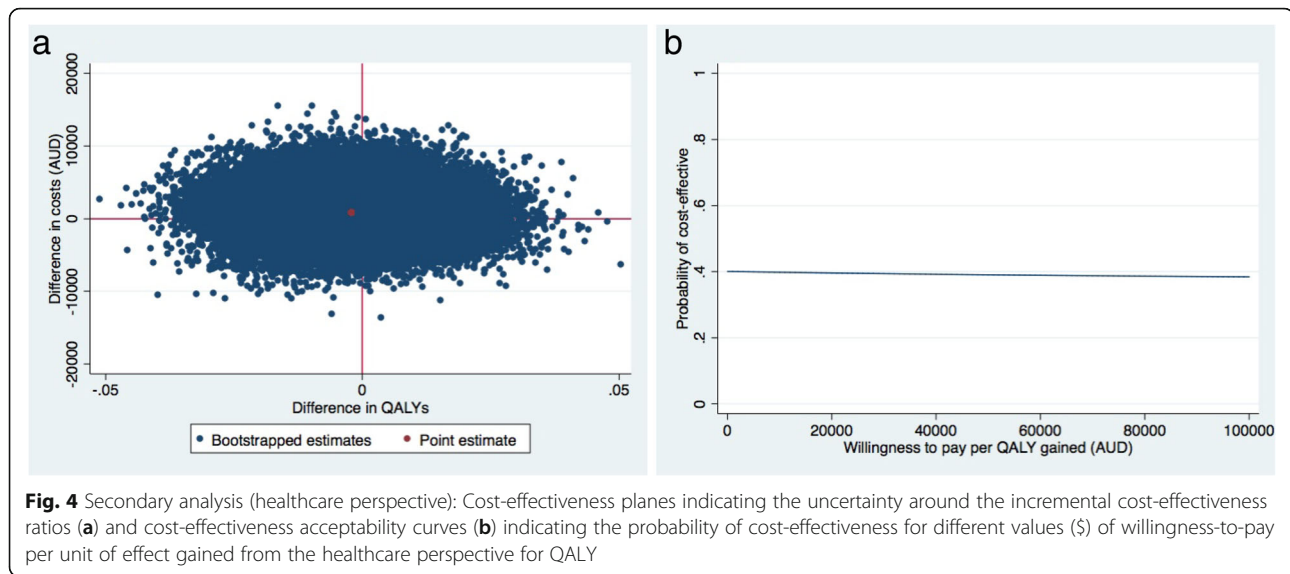 a
Difference in costs (AUD)
20000
10000
0
-10000
-20000
-.05
0
.05
Difference in QALYs
Bootstrapped estimates
Point estimate
b
Probability of cost-effective
1
.8
.6
.4
.2
0
0
20000
40000
60000
80000
100000
Willingness to pay per QALY gained (AUD)
Fig. 4 Secondary analysis (healthcare perspective): Cost-effectiveness planes indicating the uncertainty around the incremental cost-effectiveness
ratios (a) and cost-effectiveness acceptability curves (b) indicating the probability of cost-effectiveness for different values ($) of willingness-to-pay
per unit of effect gained from the healthcare perspective for QALY